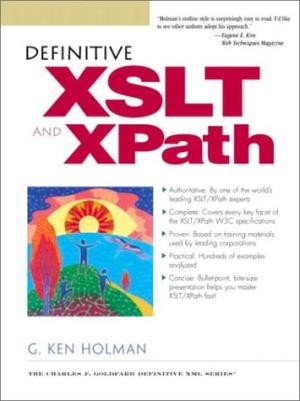 "Holman's outline style is surprisingly easy to read. I'd like
to see other authors adopt his approach."
—Eugene E. Kim
Web Techniques Magazine
DEFINITIVE
XSLT
AND XPath
Authoritative: By one of the world's
leading XSLT/XPath experts
Complete: Covers every key facet of
the XSLT/XPath W3C specifications
Proven: Based on training materials
used by leading corporations
Practical: Hundreds of examples
analyzed
Concise: Bullet-point, bite-size
presentation helps you master
XSLT/XPath fast!
G. KEN HOLMAN
THE CHARLES F. GOLDFARB DEFINITIVE XML SERIES™